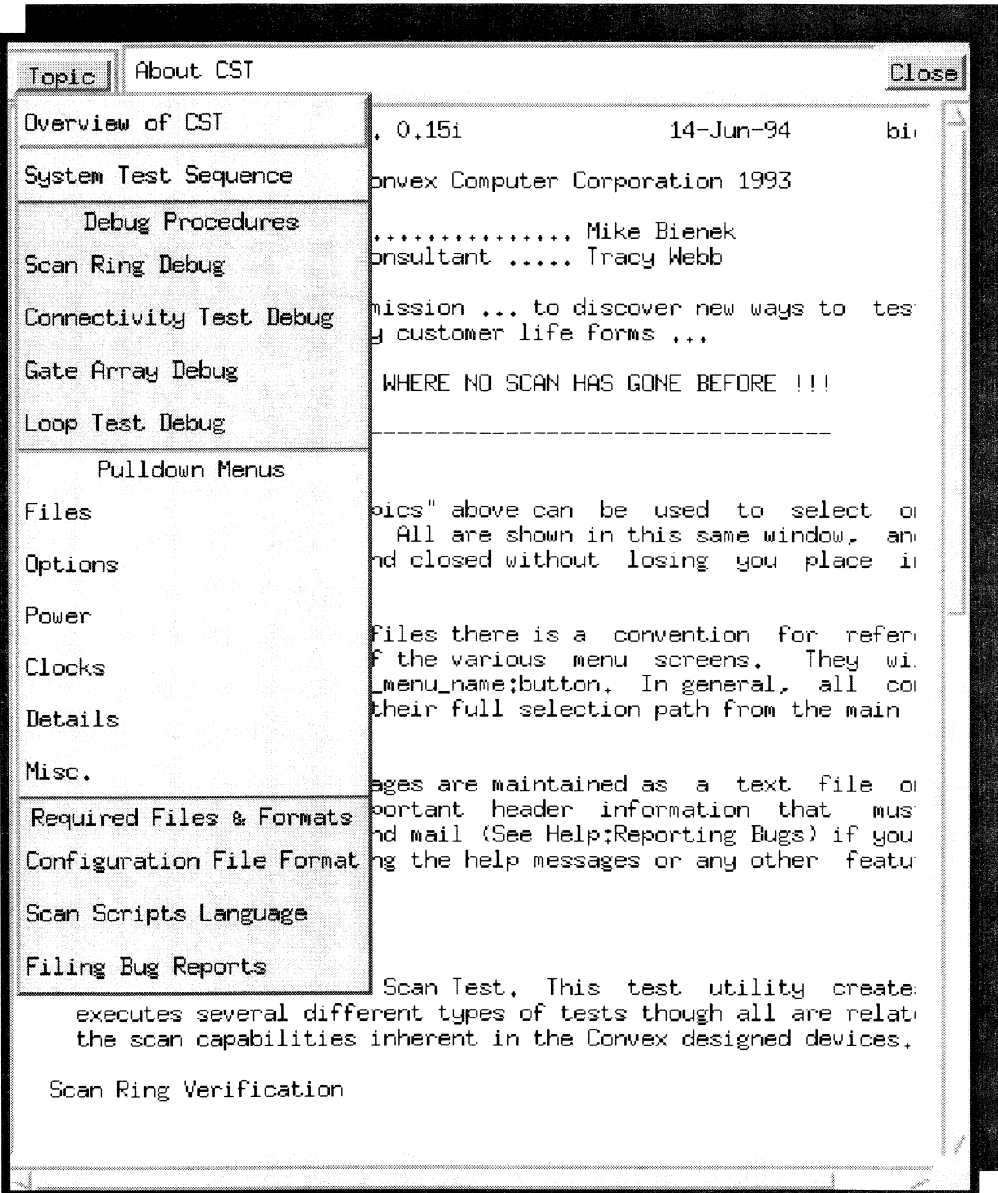 Topic
About CST
Close
Overview of CST
System Test Sequence
Debug Procedures
Scan Ring Debug
Connectivity Test Debug
Gate Array Debug
Loop Test Debug
Pulldown Menus
Files
Options
Power
Clocks
Details
Misc.
Required Files & Formats
Configuration File Format
Scan Scripts Language
Filing Bug Reports
. 0.15i 14-Jun-94
Convex Computer Corporation 1993
............... Mike Bienek
onsultant ..... Tracy Webb
mission ... to discover new ways to tes
y customer life forms ...
WHERE NO SCAN HAS GONE BEFORE !!!
----------------------------------
pics" above can be used to select o
All are shown in this same window, an
nd closed without losing you place i
files there is a convention for refer
f the various menu screens. They wi
_menu_name:button. In general, all co
their full selection path from the main
ages are maintained as a text file o
portant header information that mus
nd mail (See Help:Reporting Bugs) if you
ng the help messages or any other featu
Scan Test. This test utility create
executes several different types of tests though all are relat
the scan capabilities inherent in the Convex designed devices.
Scan Ring Verification